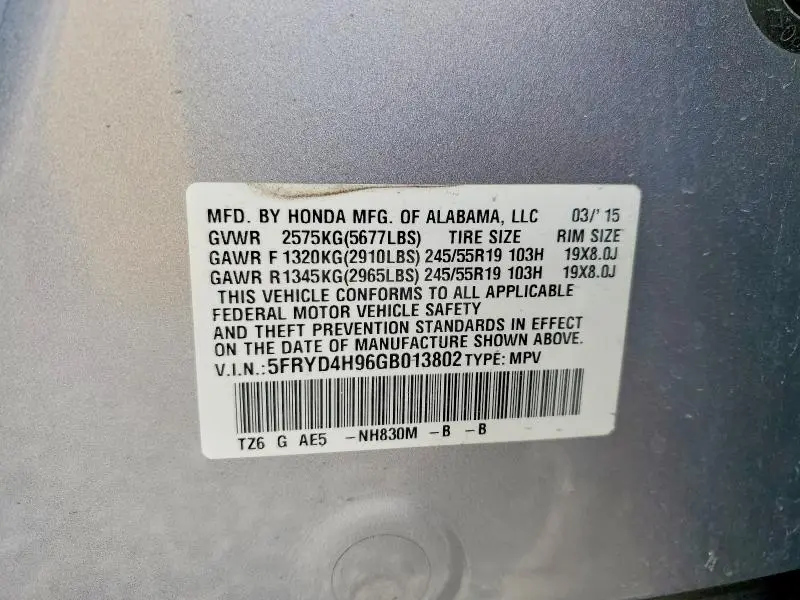 MFD. BY HONDA MFG. OF ALABAMA, LLC 03/'15
GVWR 2575KG(5677LBS) TIRE SIZE RIM SIZE
GAWR F 1320KG(2910LBS) 245/55R19 103H 19X8.0J
GAWR R1345KG(2965LBS) 245/55R19 103H 19X8.0J
THIS VEHICLE CONFORMS TO ALL APPLICABLE
FEDERAL MOTOR VEHICLE SAFETY
AND THEFT PREVENTION STANDARDS IN EFFECT
ON THE DATE OF MANUFACTURE SHOWN ABOVE.
V.I.N.:5FRYD4H96GB013802 TYPE: MPV
TZ6 G AE5 -NH830M -B -B - -